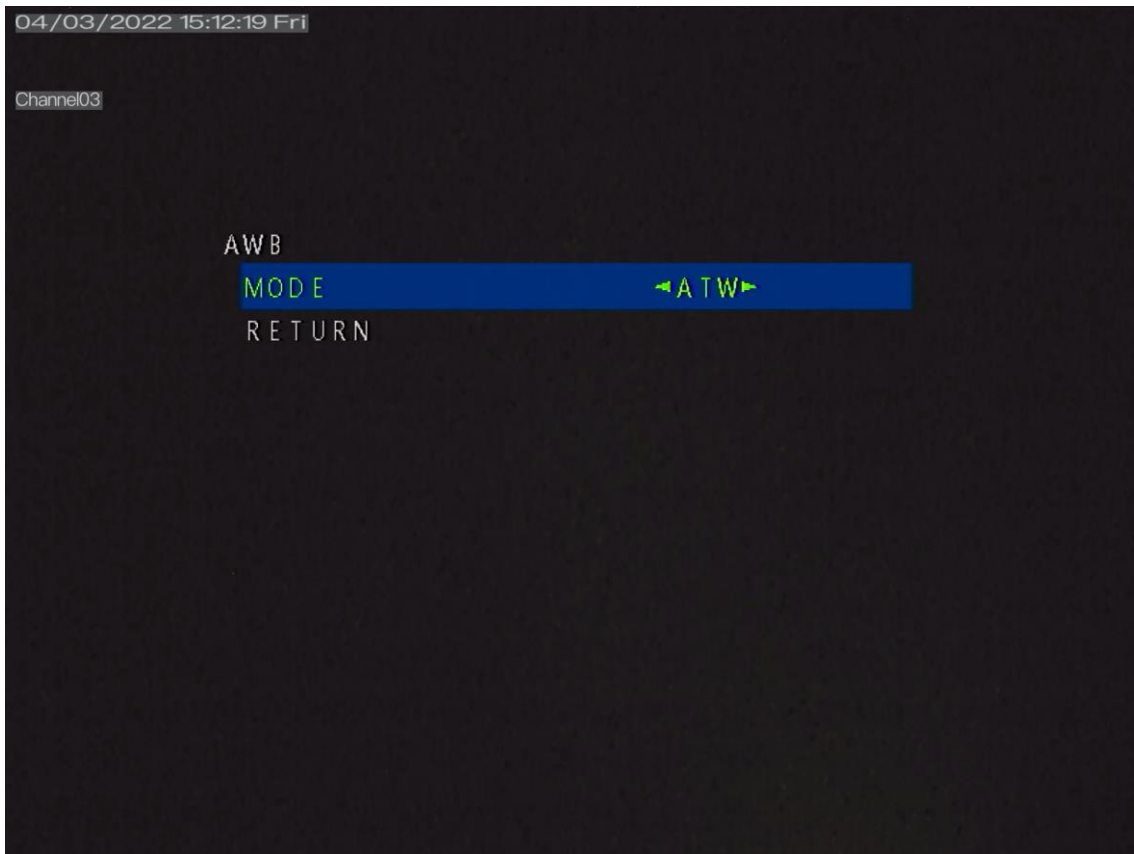 04/03/2022 15:12:19 Fri
Channel03
AWB
MODE ◄ATW►
RETURN